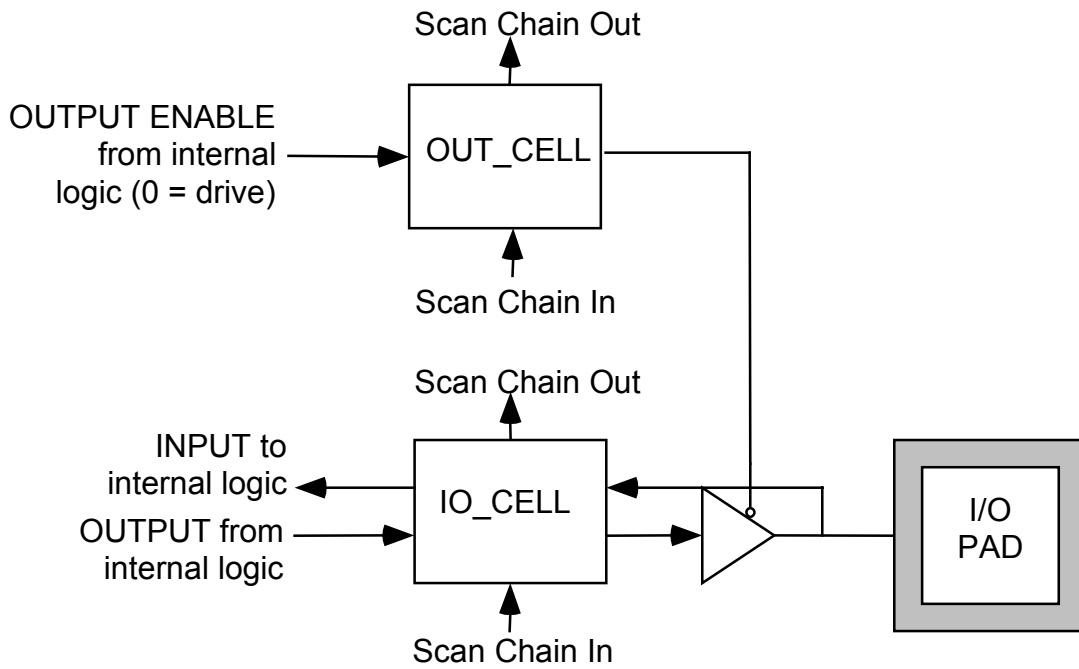 Scan Chain Out
OUTPUT ENABLE
from internal
logic (0 = drive)
OUT_CELL
Scan Chain In
Scan Chain Out
INPUT to
internal logic
OUTPUT from
internal logic
IO_CELL
I/O
PAD
Scan Chain In